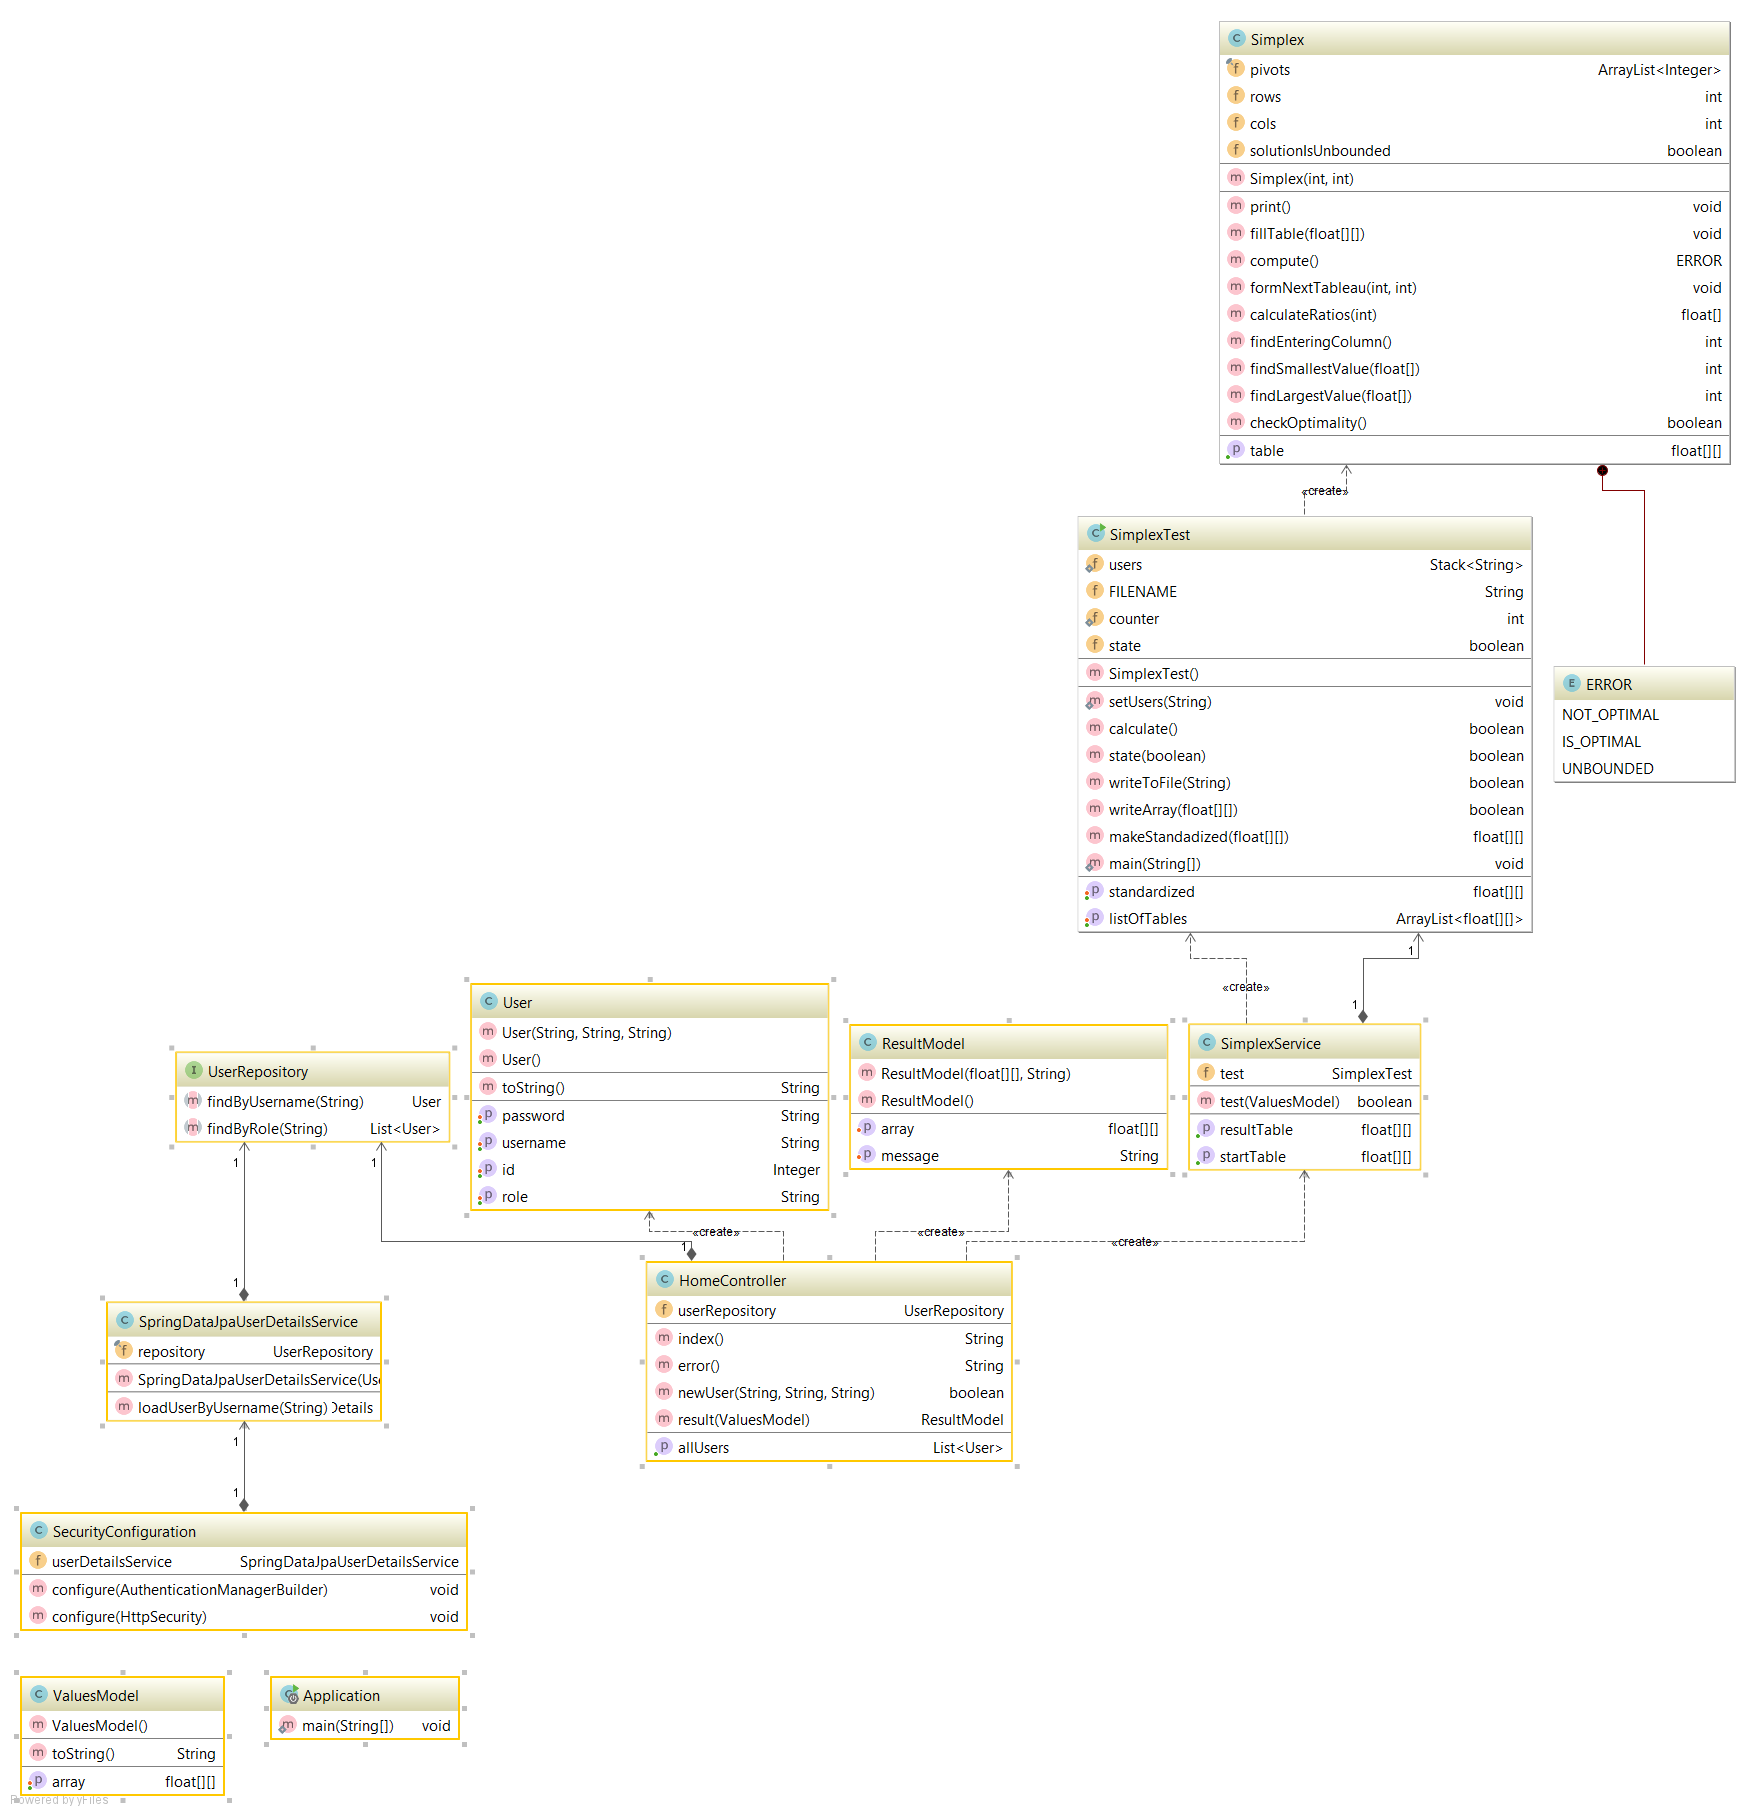 C Simplex
f pivots ArrayList<Integer>
f rows int
f cols int
f solutionIsUnbounded boolean
m Simplex(int, int)
m print() void
m fillTable(float[][]) void
m compute() ERROR
m formNextTableau(int, int) void
m calculateRatios(int) float[]
m findEnteringColumn() int
m findSmallestValue(float[]) int
m findLargestValue(float[]) int
m checkOptimality() boolean
p table float[][]
«create»
C SimplexTest
f users Stack<String>
f FILENAME String
f counter int
f state boolean
m SimplexTest()
m setUsers(String) void
m calculate() boolean
m state(boolean) boolean
m writeToFile(String) boolean
m writeArray(float[][]) boolean
m makeStandadized(float[][]) float[][]
m main(String[]) void
p standardized float[][]
p listOfTables ArrayList<float[][]>
E ERROR
NOT_OPTIMAL
IS_OPTIMAL
UNBOUNDED
1
«create»
1
C User
m User(String, String, String)
m User()
m toString() String
p password String
p username String
p id Integer
p role String
C ResultModel
m ResultModel(float[][], String)
m ResultModel()
p array float[][]
p message String
C SimplexService
f test SimplexTest
m test(ValuesModel) boolean
p resultTable float[][]
p startTable float[][]
I UserRepository
m findByUsername(String) User
m findByRole(String) List<User>
1
1
«create»
«create»
«create»
1
1
C HomeController
f userRepository UserRepository
m index() String
m error() String
m newUser(String, String, String) boolean
m result(ValuesModel) ResultModel
p allUsers List<User>
C SpringDataJpaUserDetailsService
f repository UserRepository
m SpringDataJpaUserDetailsService(Us
m loadUserByUsername(String) Details
1
1
C SecurityConfiguration
f userDetailsService SpringDataJpaUserDetailsService
m configure(AuthenticationManagerBuilder) void
m configure(HttpSecurity) void
C ValuesModel
m ValuesModel()
m toString() String
p array float[][]
C Application
m main(String[]) void
Powered by yFiles